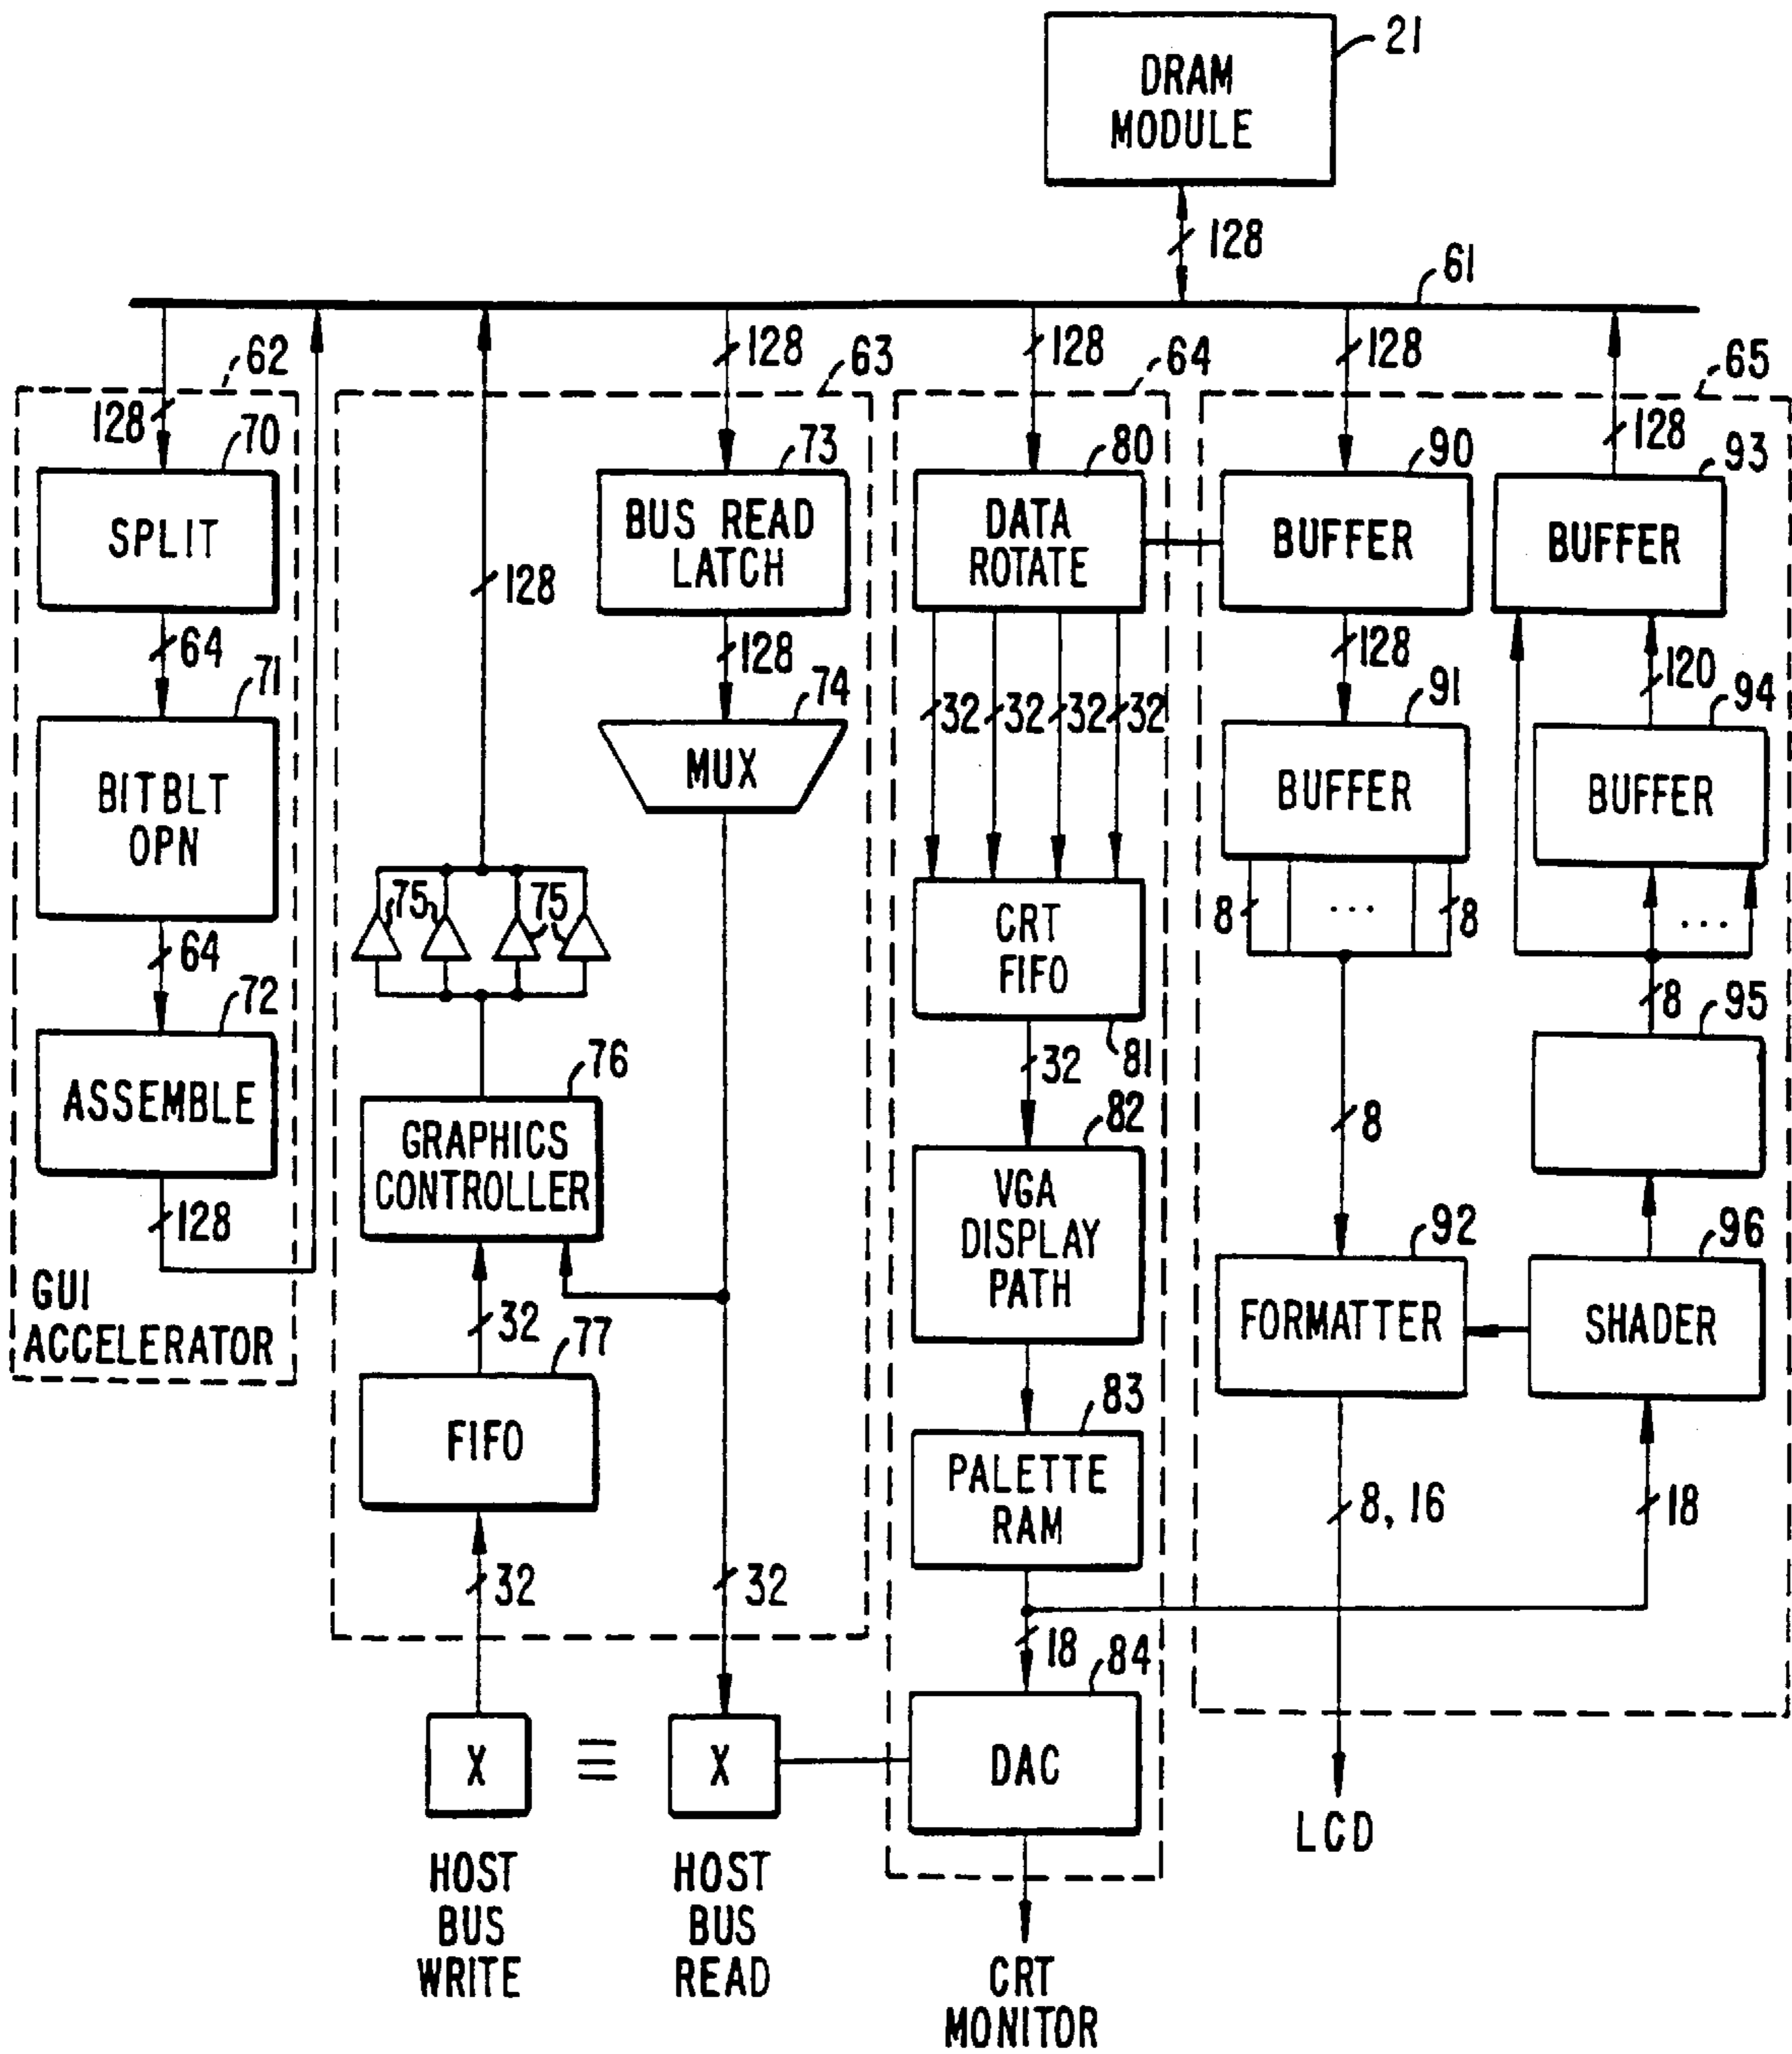 21
DRAM
MODULE
128
61
62
128
63
128
64
128
65
128
70
73
80
90
128
93
SPLIT
BUS READ
LATCH
DATA
ROTATE
BUFFER
BUFFER
128
64
128
128
120
71
74
32
32
32
32
91
94
BITBLT
OPN
MUX
BUFFER
BUFFER
75
75
8
...
8
...
64
CRT
FIFO
72
8
95
81
ASSEMBLE
76
32
82
8
GRAPHICS
CONTROLLER
VGA
DISPLAY
PATH
128
92
96
GUI
ACCELERATOR
32
77
FORMATTER
SHADER
83
FIFO
PALETTE
RAM
8, 16
18
32
32
18
84
X
X
DAC
LCD
HOST
BUS
WRITE
HOST
BUS
READ
CRT
MONITOR